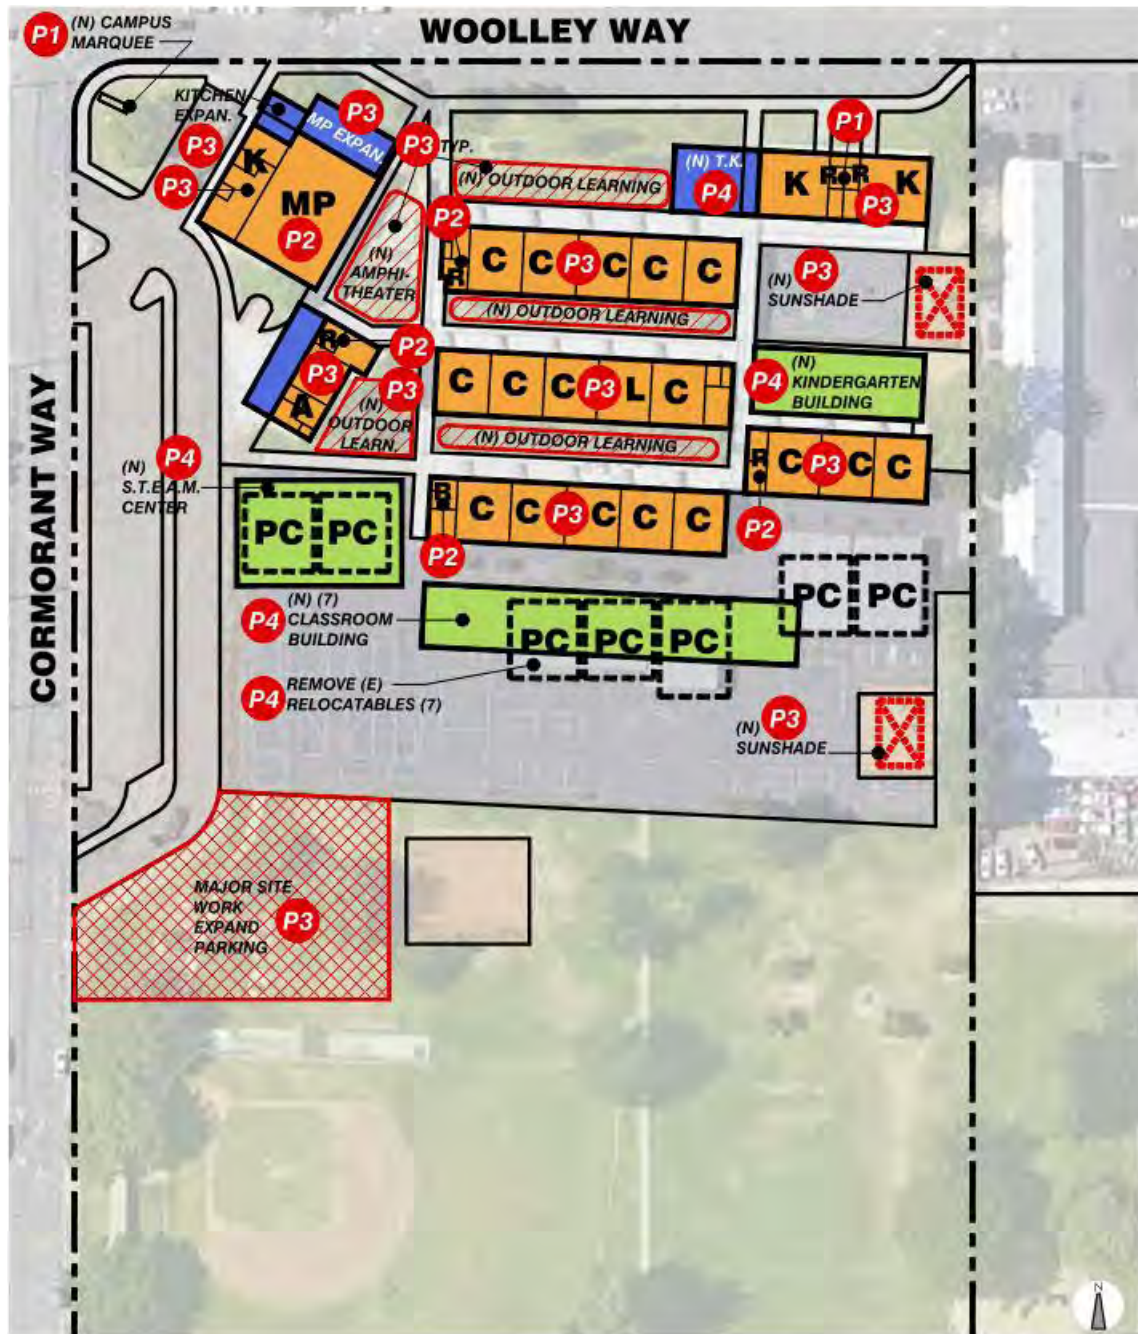 WOOLLEY WAY
P1
(N) CAMPUS
MARQUEE
KITCHEN
EXPAN.
P3
MP EXPAN.
P3
P3
K
P3
MP
P2
P3
TYP.
(N) OUTDOOR LEARNING
(N)
AMPHI-
THEATER
(N) T.K.
P4
P1
K
R
R
K
P3
P2
R
C
C
P3
C
C
C
(N) OUTDOOR LEARNING
(N)
P3
SUNSHADE
R
P2
P3
A
P3
(N)
OUTDOOR
LEARN.
C
C
C
P3
L
C
(N) OUTDOOR LEARNING
P4
(N)
KINDERGARTEN
BUILDING
R
C
P3
C
C
P2
CORMORANT WAY
P4
(N)
S.T.E.A.M.
CENTER
PC
PC
R
C
C
P3
C
C
C
P2
PC
PC
P4
(N) (7)
CLASSROOM
BUILDING
PC
PC
PC
P4
REMOVE (E)
RELOCATABLES (7)
(N)
P3
SUNSHADE
MAJOR SITE
WORK
EXPAND
PARKING
P3
N